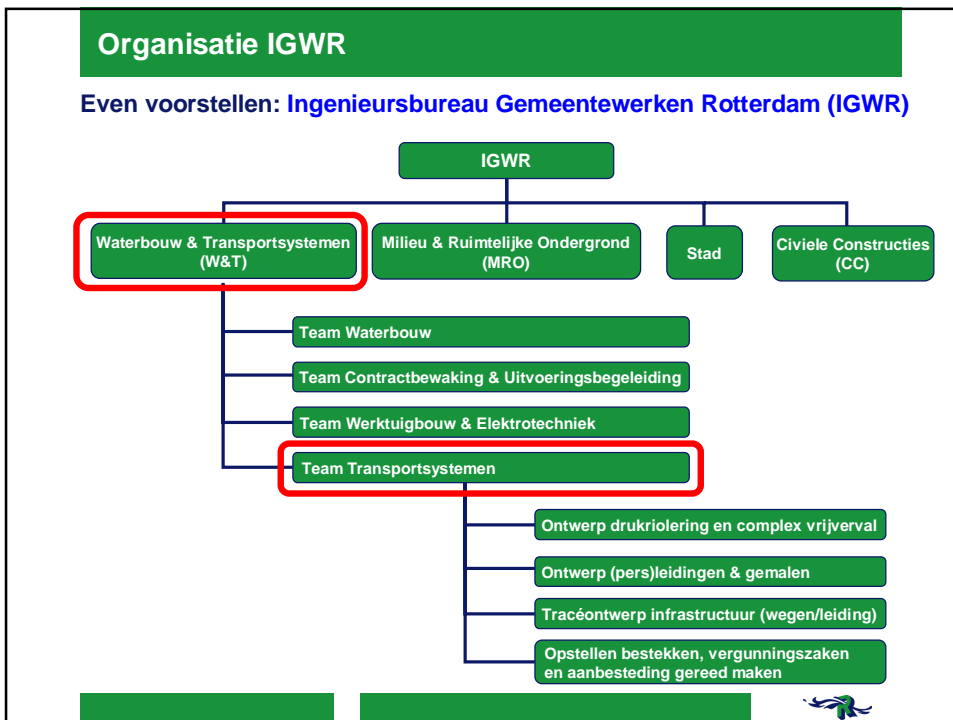 Organisatie IGWR
Even voorstellen: Ingenieursbureau Gemeentewerken Rotterdam (IGWR)
IGWR
Waterbouw & Transportsystemen
(W&T)
Milieu & Ruimtelijke Ondergrond
(MRO)
Stad
Civiele Constructies
(CC)
Team Waterbouw
Team Contractbewaking & Uitvoeringsbegeleiding
Team Werktuigbouw & Elektrotechniek
Team Transportsystemen
Ontwerp drukriolering en complex vrijverval
Ontwerp (pers)leidingen & gemalen
Tracéontwerp infrastructuur (wegen/leiding)
Opstellen bestekken, vergunningszaken
en aanbesteding gereed maken
R